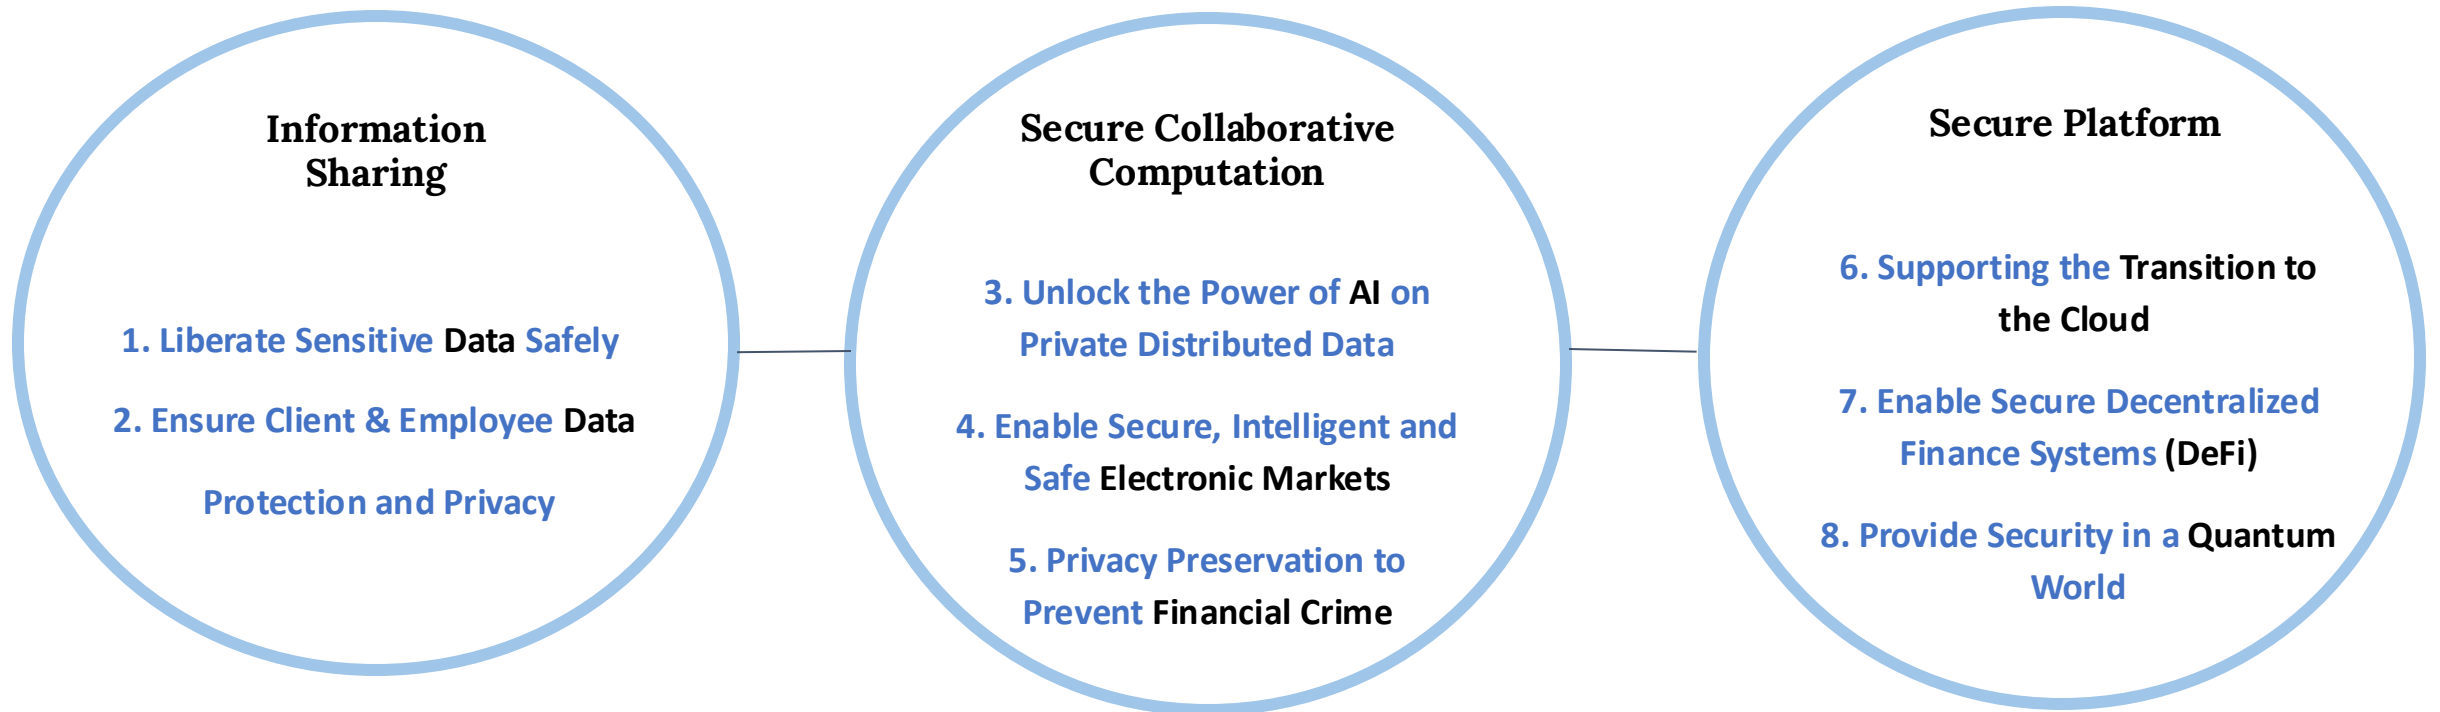 Information
Sharing
1. Liberate Sensitive Data Safely
2. Ensure Client & Employee Data
Protection and Privacy
Secure Collaborative
Computation
3. Unlock the Power of AI on
Private Distributed Data
4. Enable Secure, Intelligent and
Safe Electronic Markets
5. Privacy Preservation to
Prevent Financial Crime
Secure Platform
6. Supporting the Transition to
the Cloud
7. Enable Secure Decentralized
Finance Systems (DeFi)
8. Provide Security in a Quantum
World